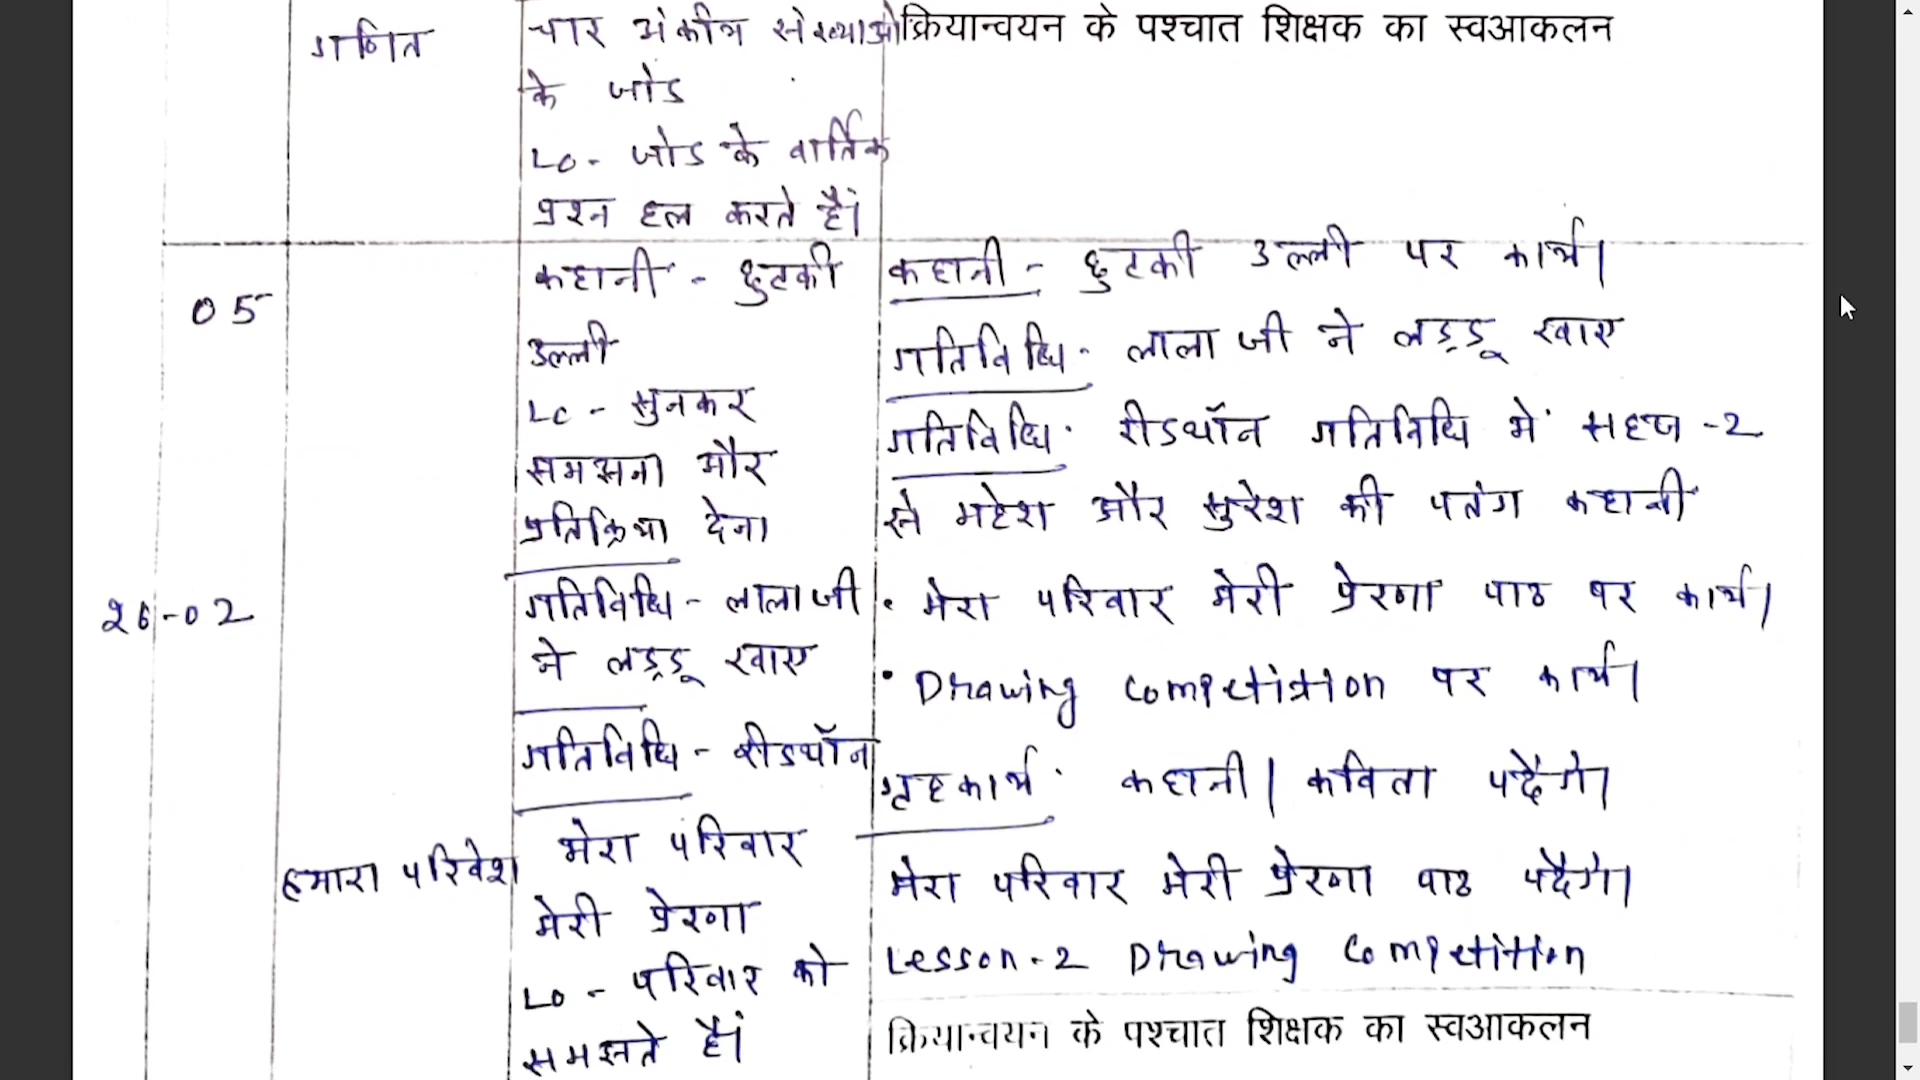 गणित
चार अंकीय संख्याओ
के जोड
LO - जोड के वार्तिक
प्रश्न हल करते हैं।
क्रियान्वयन के पश्चात शिक्षक का स्वआकलन
05
26-02
कहानी - छुटकी
उल्ली
LC - सुनकर
समझना और
प्रतिक्रिया देना
गतिविधि - लालाजी
ने लड्डू खाए
गतिविधि - रीडथॉन
हमारा परिवेश
मेरा परिवार
मेरी प्रेरणा
LO - परिवार को
समझते हैं।
कहानी - छुटकी उल्ली पर कार्य।
गतिविधि - लालाजी ने लड्डू खाए
गतिविधि - रीडथॉन गतिविधि में सहज -2
से महेश और सुरेश की पतंग कहानी
• मेरा परिवार मेरी प्रेरणा पाठ पर कार्य।
• Drawing Competition पर कार्य।
गृहकार्य - कहानी। कविता पढेंगे।
मेरा परिवार मेरी प्रेरणा पाठ पढेंगे।
Lesson-2 Drawing Competition
क्रियान्वयन के पश्चात शिक्षक का स्वआकलन